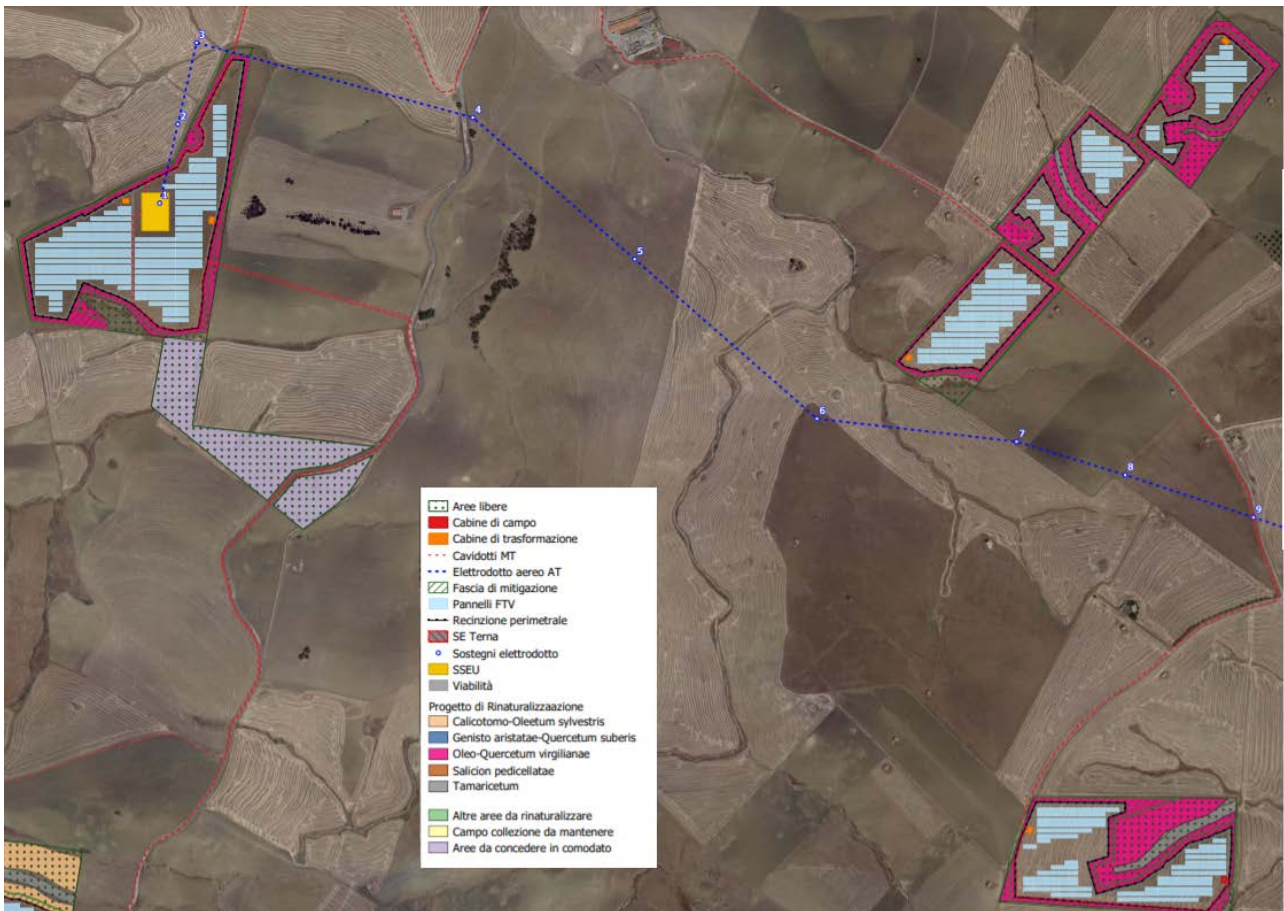 3
4
2
1
5
6
7
8
9
Aree libere
Cabine di campo
Cabine di trasformazione
Cavidotti MT
Elettrodotto aereo AT
Fascia di mitigazione
Pannelli FTV
Recinzione perimetrale
SE Terna
Sostegni elettrodotto
SSEU
Viabilità
Progetto di Rinaturalizzaazione
Calicotomo-Oleetum sylvestris
Genisto aristatae-Quercetum suberis
Oleo-Quercetum virgilianae
Salicion pedicellatae
Tamaricetum
Altre aree da rinaturalizzare
Campo collezione da mantenere
Aree da concedere in comodato